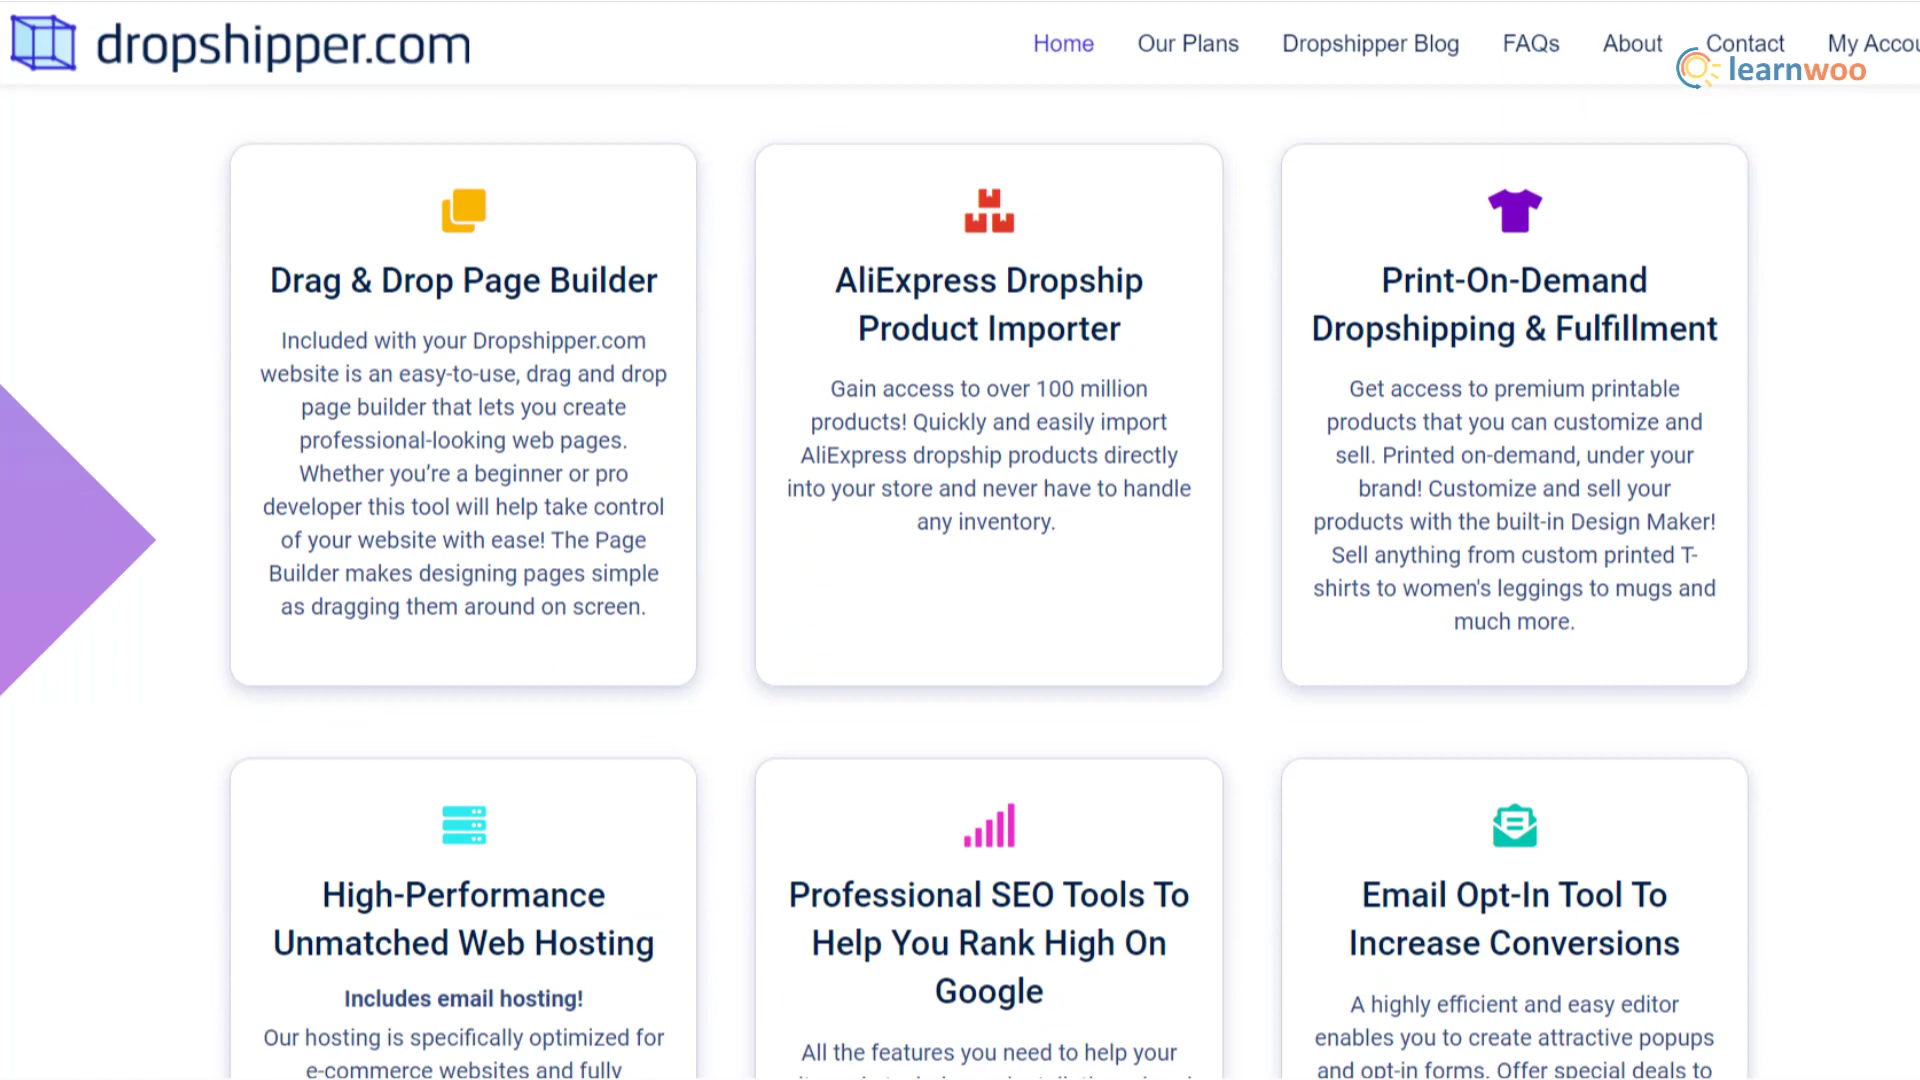 dropshipper.com
Home Our Plans Dropshipper Blog FAQs About Contact My Accou
learnwoo
Drag & Drop Page Builder
Included with your Dropshipper.com
website is an easy-to-use, drag and drop
page builder that lets you create
professional-looking web pages.
Whether you’re a beginner or pro
developer this tool will help take control
of your website with ease! The Page
Builder makes designing pages simple
as dragging them around on screen.
AliExpress Dropship
Product Importer
Gain access to over 100 million
products! Quickly and easily import
AliExpress dropship products directly
into your store and never have to handle
any inventory.
Print-On-Demand
Dropshipping & Fulfillment
Get access to premium printable
products that you can customize and
sell. Printed on-demand, under your
brand! Customize and sell your
products with the built-in Design Maker!
Sell anything from custom printed T-
shirts to women's leggings to mugs and
much more.
High-Performance
Unmatched Web Hosting
Includes email hosting!
Our hosting is specifically optimized for
e-commerce websites and fully
Professional SEO Tools To
Help You Rank High On
Google
All the features you need to help your
Email Opt-In Tool To
Increase Conversions
A highly efficient and easy editor
enables you to create attractive popups
and opt-in forms. Offer special deals to